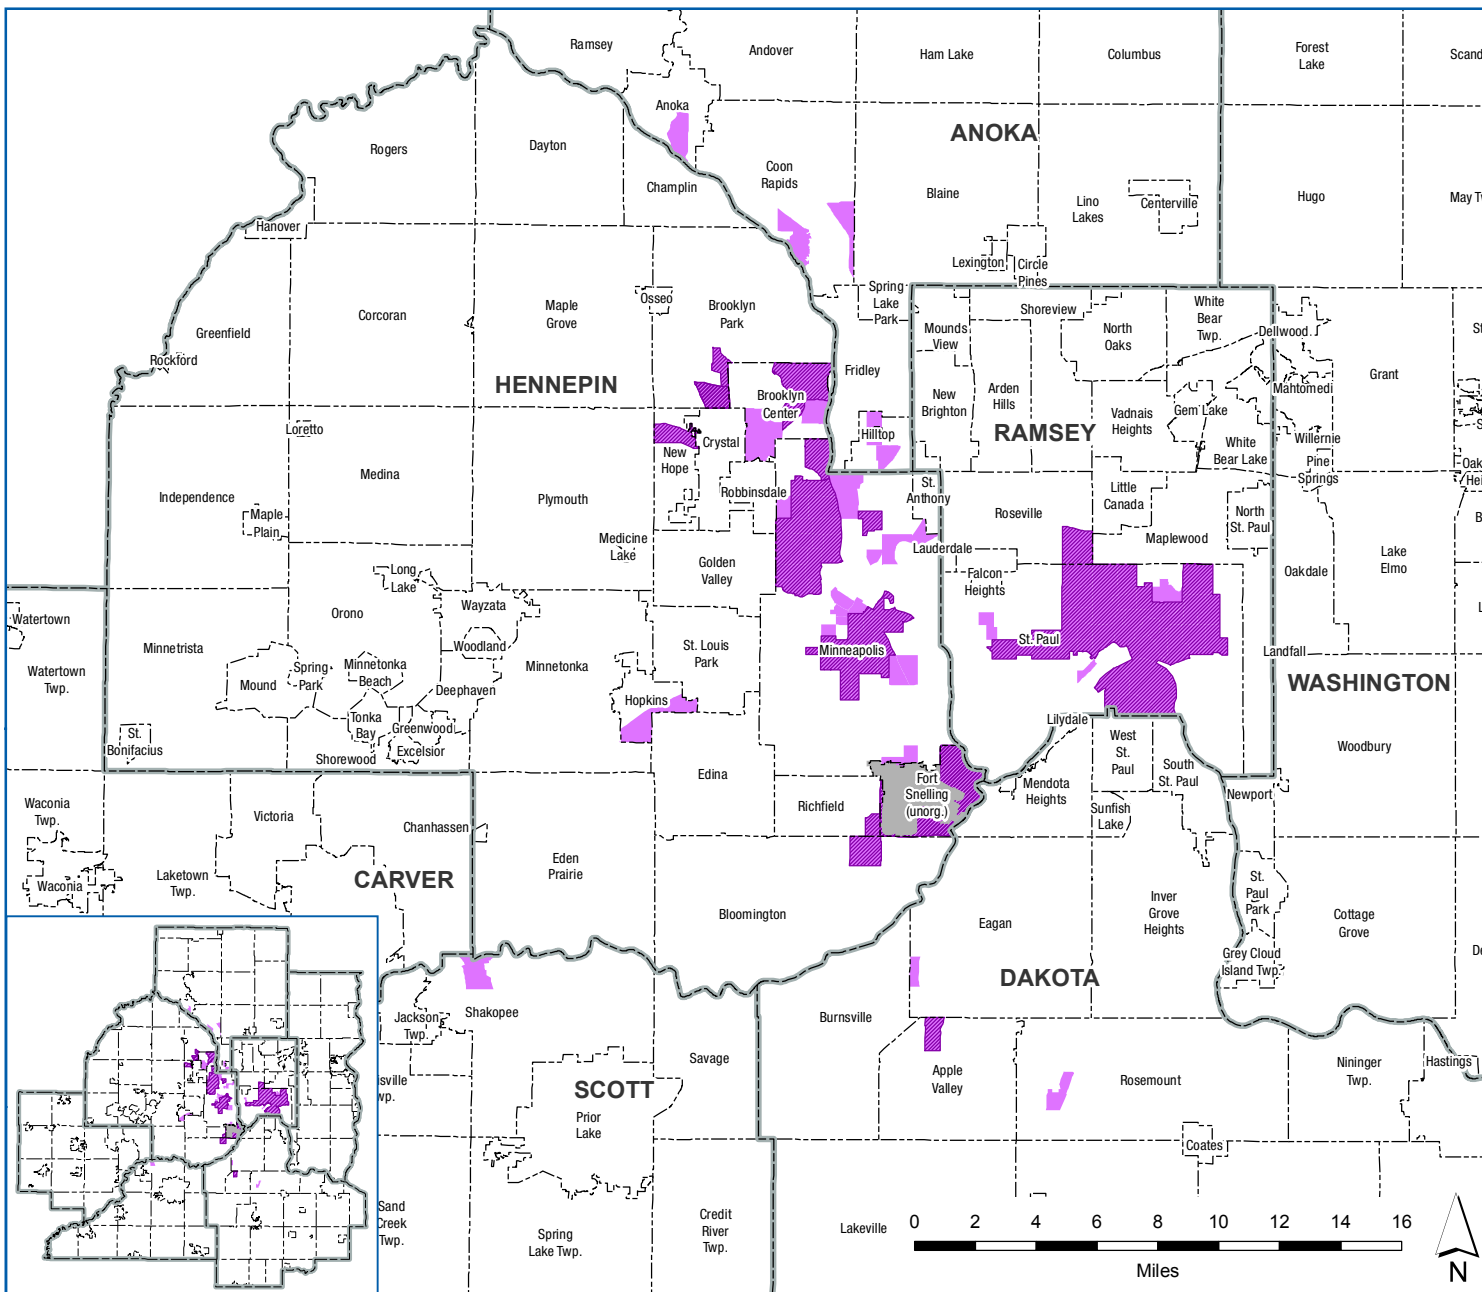 Ramsey
Andover
Ham Lake
Columbus
Forest
Lake
Anoka
ANOKA
Rogers
Dayton
Coon
Rapids
Champlin
Blaine
Lino
Lakes
Centerville
Hugo
Hanover
Lexington
Circle
Pines
Spring
Lake
Park
Osseo
Maple
Grove
Brooklyn
Park
Corcoran
Greenfield
Rockford
Mounds
View
Shoreview
North
Oaks
White
Bear
Twp.
Dellwood
Mahtomedi
Grant
HENNEPIN
Fridley
Brooklyn
Center
New
Brighton
Arden
Hills
Vadnais
Heights
Gem Lake
Loretto
Crystal
Hilltop
RAMSEY
White
Bear Lake
Willernie
Pine
Springs
Medina
New
Hope
Independence
Plymouth
Robbinsdale
St.
Anthony
Roseville
Little
Canada
North
St. Paul
Maple
Plain
Medicine
Lake
Golden
Valley
Lauderdale
Maplewood
Lake
Elmo
Oakdale
Long
Lake
Falcon
Heights
Orono
Wayzata
Watertown
Minnetrista
Woodland
St. Louis
Park
Minneapolis
St. Paul
Landfall
Watertown
Twp.
Mound
Spring
Park
Minnetonka
Beach
Minnetonka
Deephaven
WASHINGTON
Hopkins
St.
Bonifacius
Tonka
Bay
Greenwood
Excelsior
Shorewood
Lilydale
West
St.
Paul
South
St. Paul
Woodbury
Edina
Fort
Snelling
(unorg.)
Mendota
Heights
Newport
Waconia
Twp.
Victoria
Chanhassen
Richfield
Sunfish
Lake
Waconia
Laketown
Twp.
CARVER
Eden
Prairie
Bloomington
Eagan
Inver
Grove
Heights
St.
Paul
Park
Cottage
Grove
Grey Cloud
Island Twp.
DAKOTA
Jackson
Twp.
Shakopee
Burnsville
Savage
SCOTT
Prior
Lake
Apple
Valley
Rosemount
Nininger
Twp.
Hastings
Coates
Sand
Creek
Twp.
Spring
Lake Twp.
Credit
River
Twp.
Lakeville
0 2 4 6 8 10 12 14 16
Miles
N